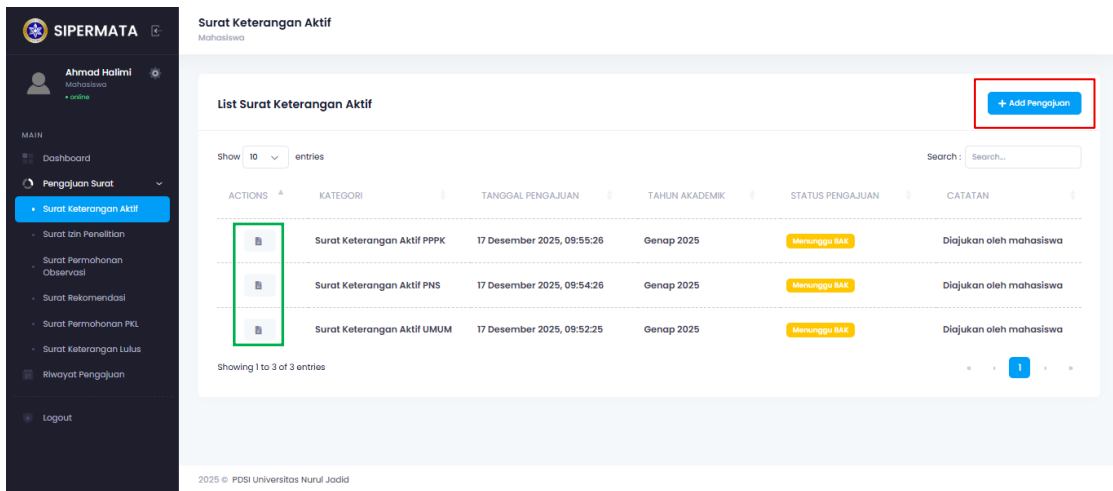 SIPERMATA
Ahmad Halimi
Mahasiswa
• online
MAIN
Dashboard
Pengajuan Surat
Surat Keterangan Aktif
Surat Izin Penelitian
Surat Permohonan
Observasi
Surat Rekomendasi
Surat Permohonan PKL
Surat Keterangan Lulus
Riwayat Pengajuan
Logout
Surat Keterangan Aktif
Mahasiswa
List Surat Keterangan Aktif
+ Add Pengajuan
Show 10 entries
Search : Search...
ACTIONS KATEGORI TANGGAL PENGAJUAN TAHUN AKADEMIK STATUS PENGAJUAN CATATAN
Surat Keterangan Aktif PPPK 17 Desember 2025, 09:55:26 Genap 2025 Menunggu BAK Diajukan oleh mahasiswa
Surat Keterangan Aktif PNS 17 Desember 2025, 09:54:26 Genap 2025 Menunggu BAK Diajukan oleh mahasiswa
Surat Keterangan Aktif UMUM 17 Desember 2025, 09:52:25 Genap 2025 Menunggu BAK Diajukan oleh mahasiswa
Showing 1 to 3 of 3 entries
« ‹ 1 › »
2025 © PDSI Universitas Nurul Jadid